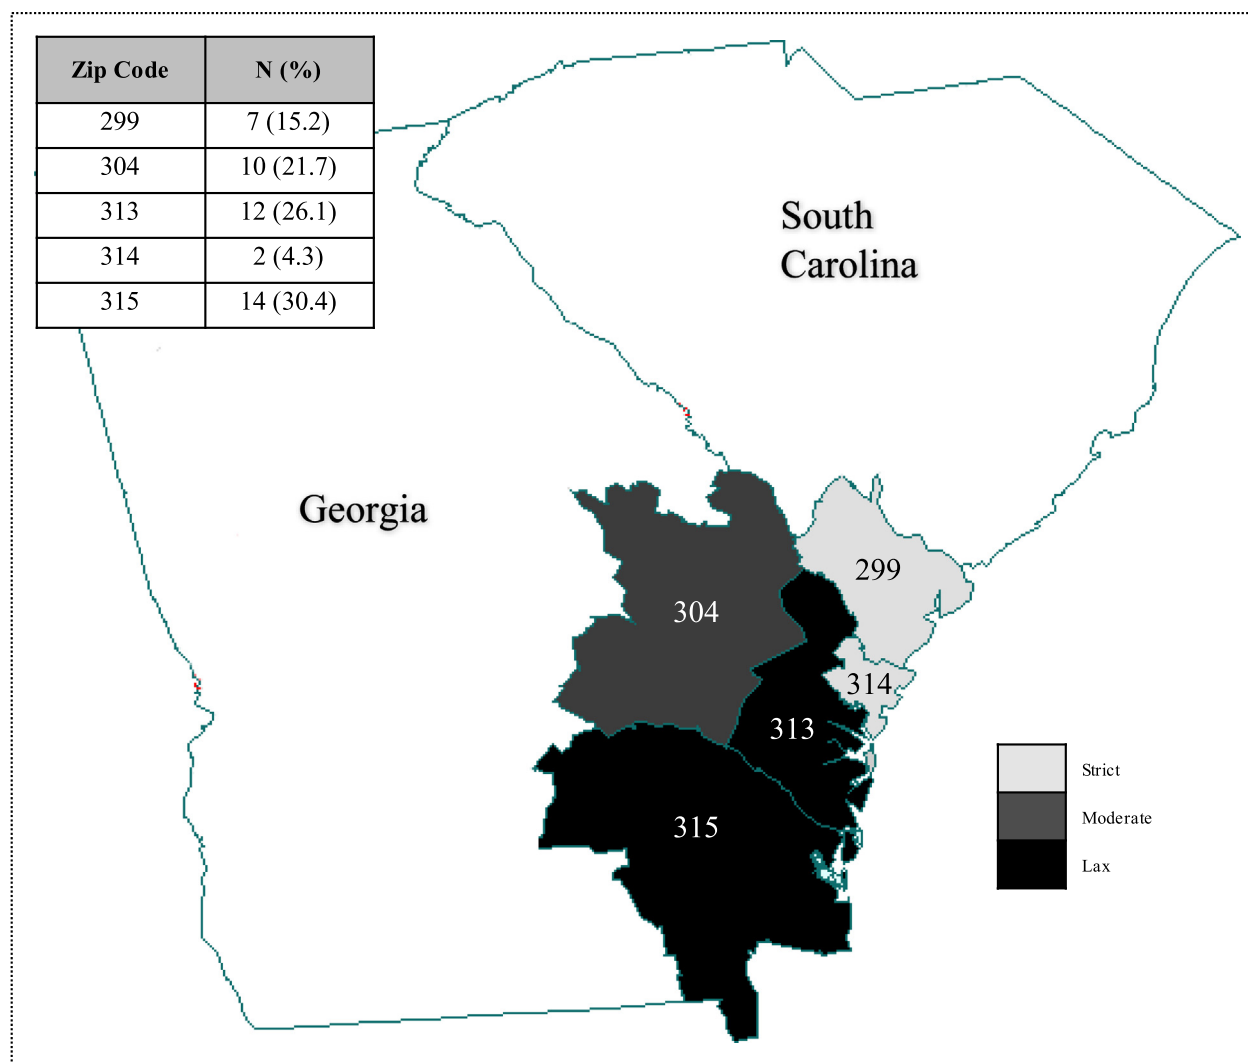 Zip Code N (%)
299 7 (15.2)
304 10 (21.7)
313 12 (26.1)
314 2 (4.3)
315 14 (30.4)
South
Carolina
Georgia
299
304
314
313
315
Strict
Moderate
Lax